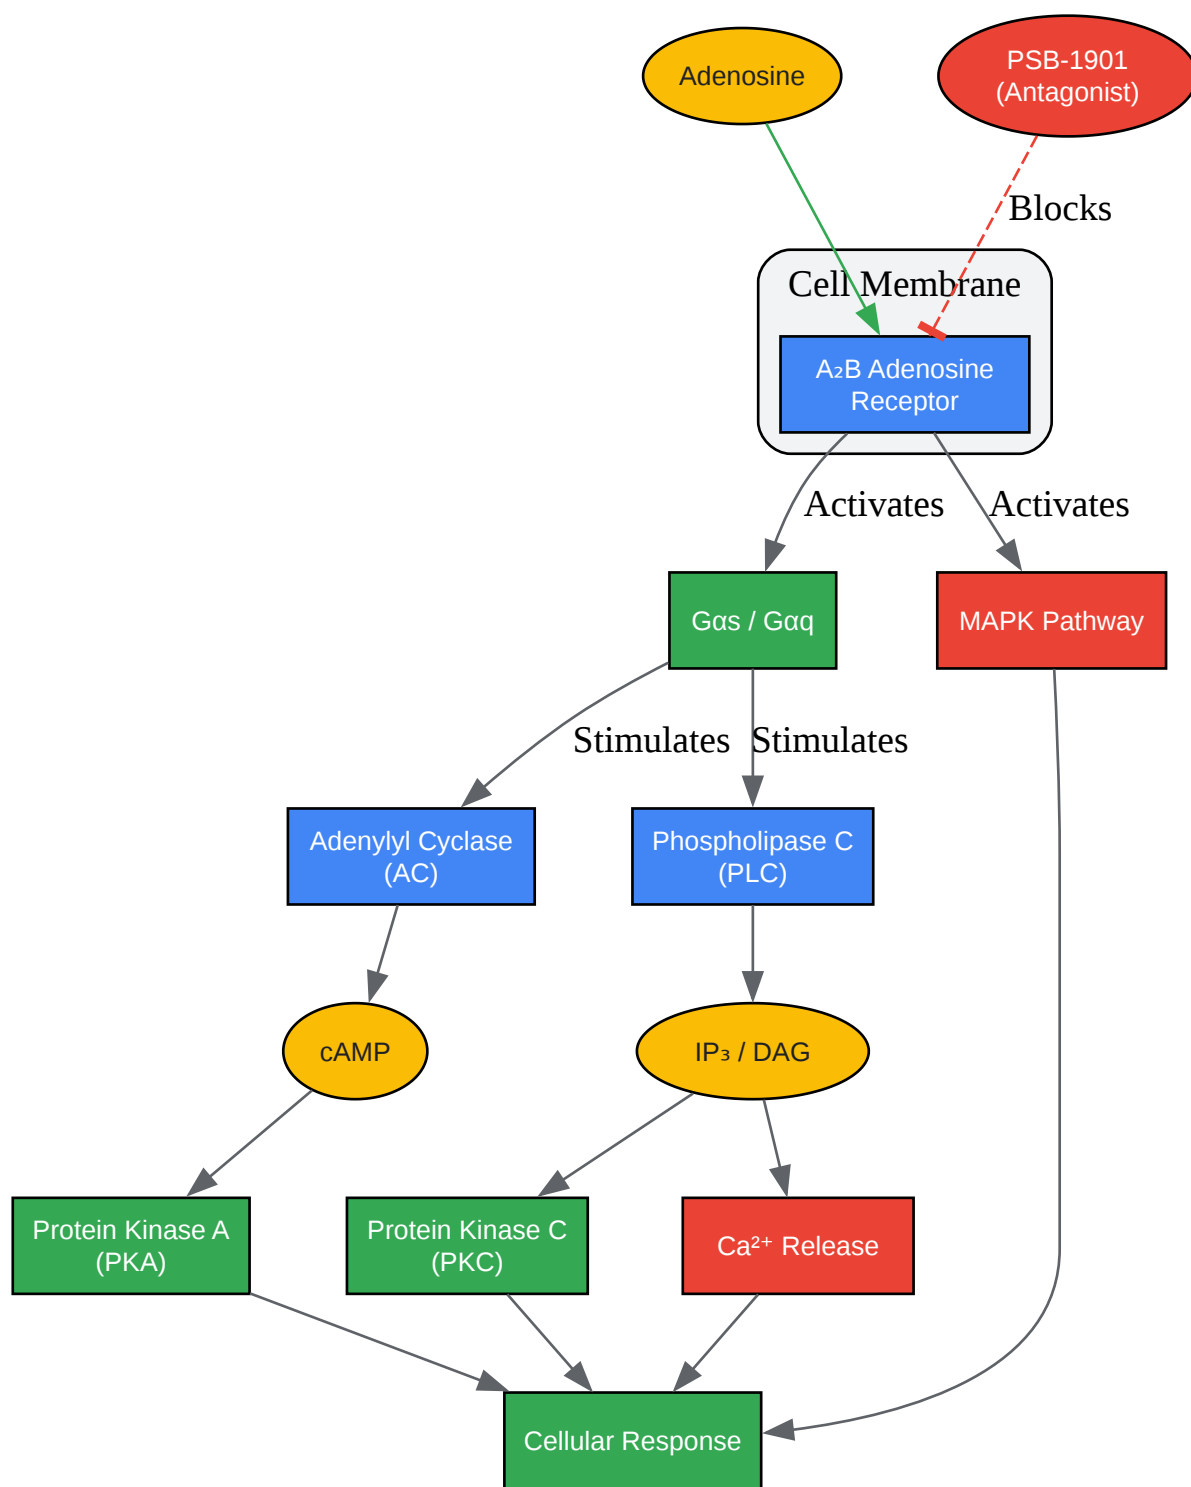 Adenosine
PSB-1901
(Antagonist)
Blocks
Cell Membrane
A₂B Adenosine
Receptor
Activates
Activates
Gαs / Gαq
MAPK Pathway
Stimulates
Stimulates
Adenylyl Cyclase
(AC)
Phospholipase C
(PLC)
cAMP
IP₃ / DAG
Protein Kinase A
(PKA)
Protein Kinase C
(PKC)
Ca²⁺ Release
Cellular Response